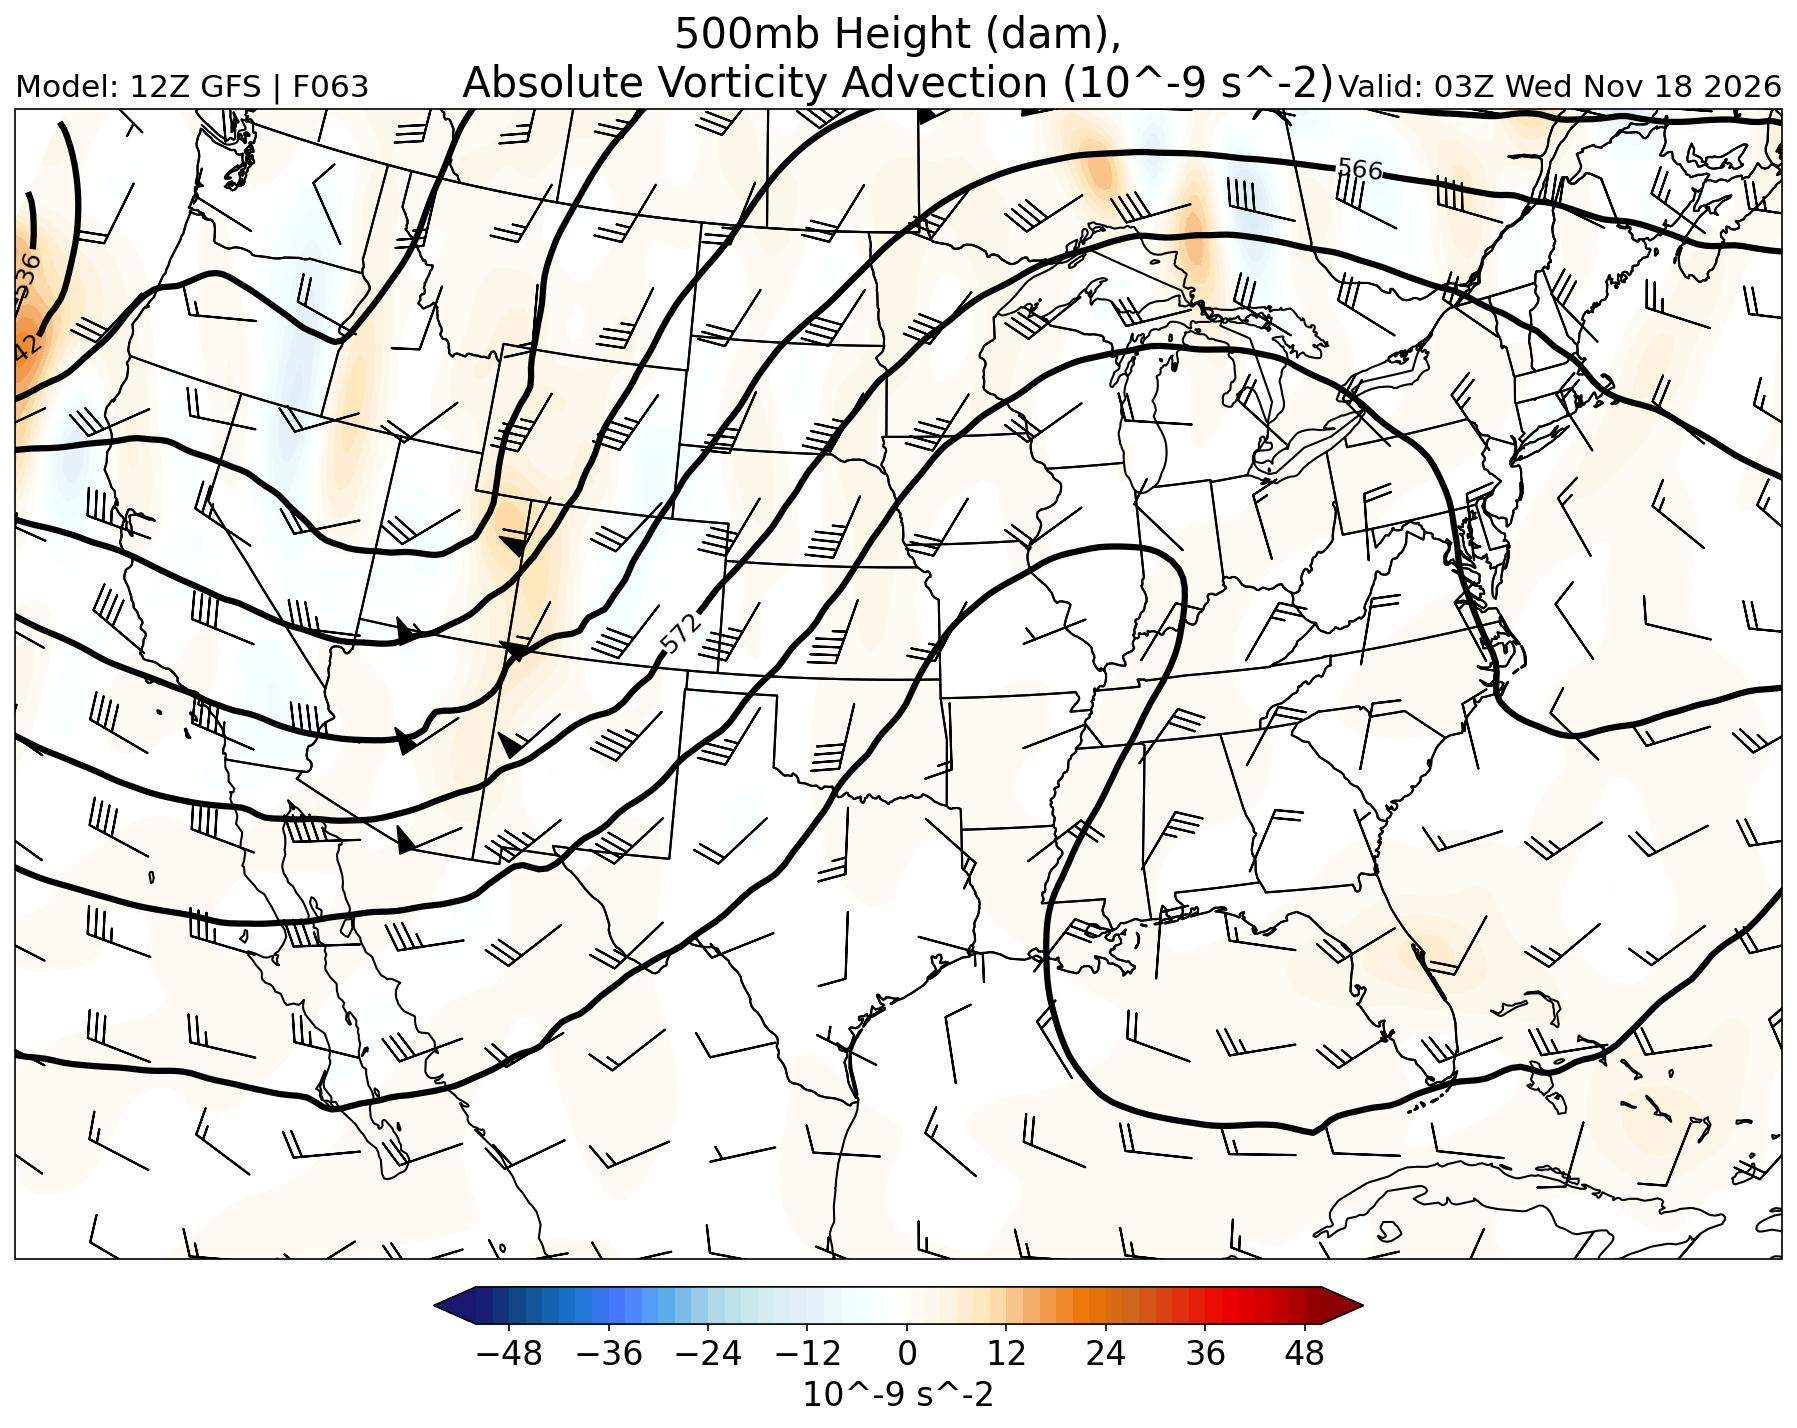 500mb Height (dam),
Model: 12Z GFS | F063
Absolute Vorticity Advection (10^-9 s^-2)
Valid: 03Z Wed Nov 18 2026
566
536
42
572
−48 −36 −24 −12 0 12 24 36 48
10^-9 s^-2